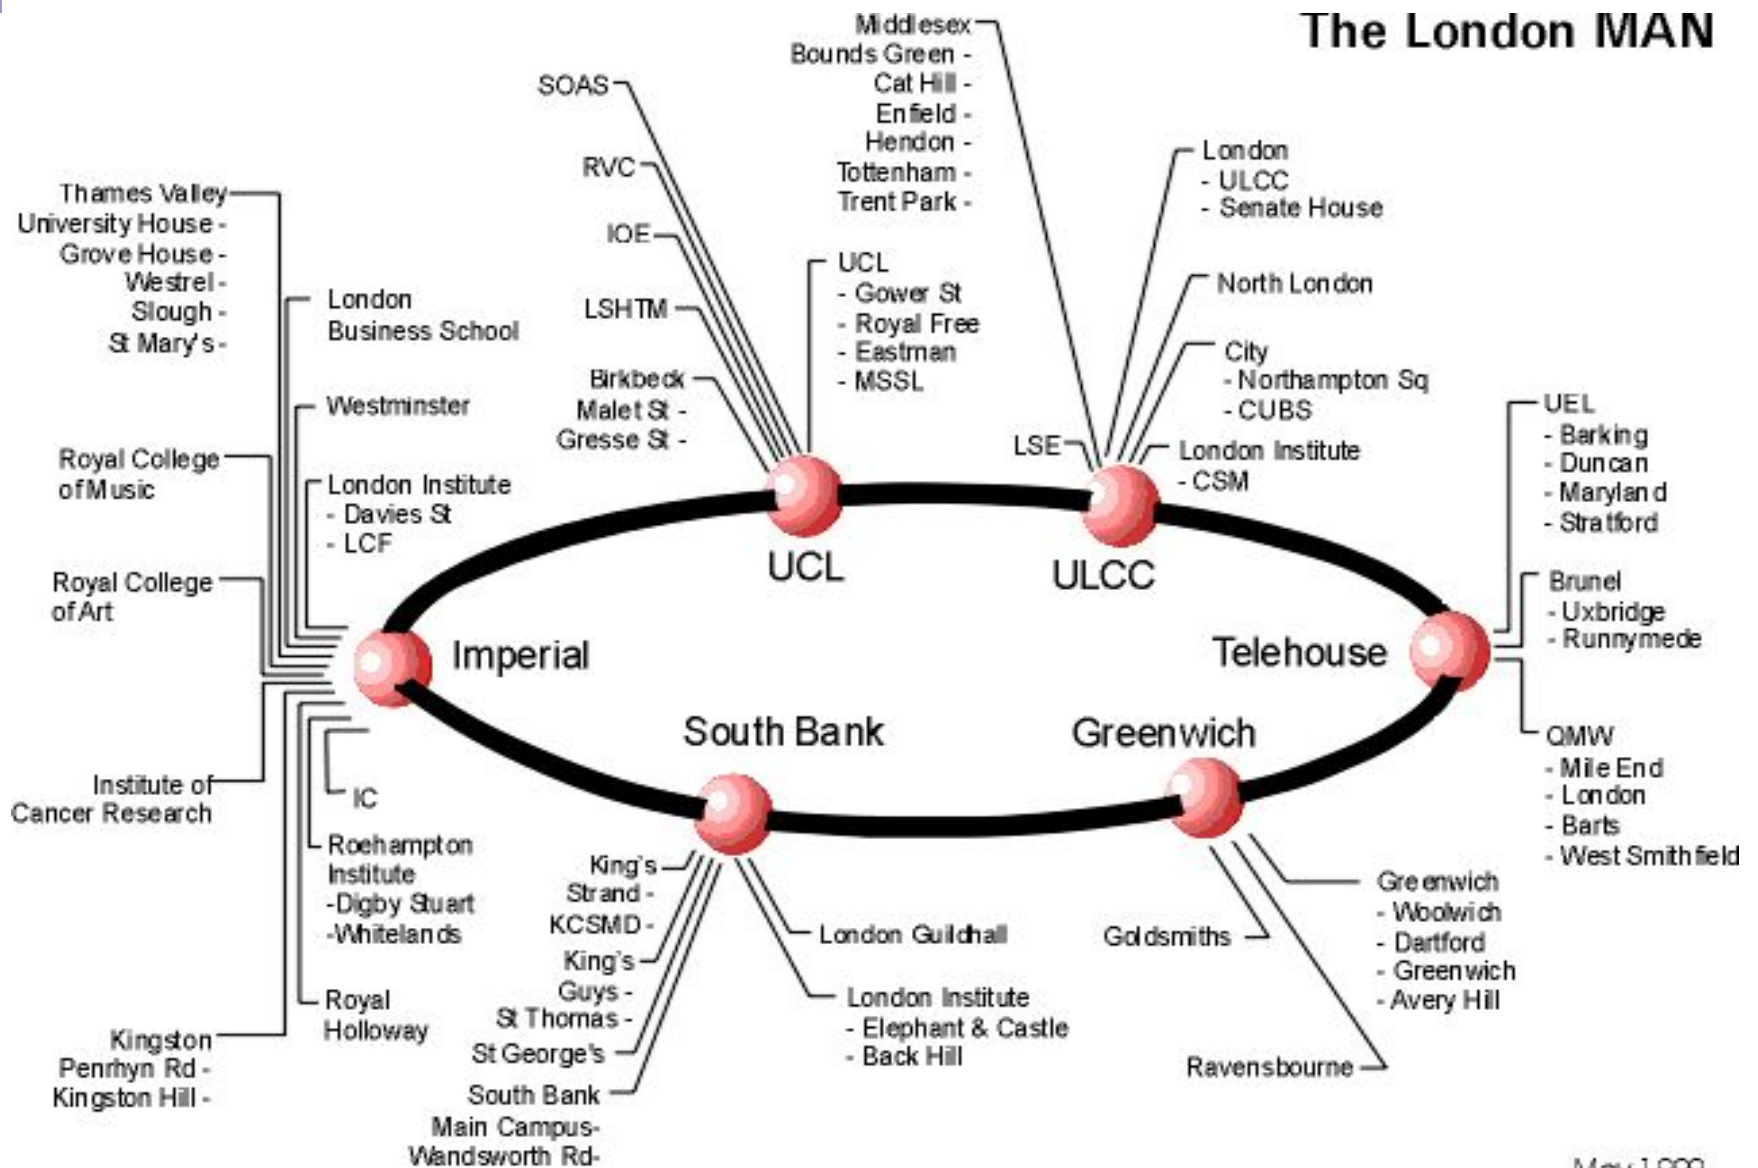 The London MAN
Middlesex
Bounds Green -
Cat Hill -
Enfield -
Hendon -
Tottenham -
Trent Park -
SOAS
RVC
IOE
LSHTM
Birkbeck
Malet St -
Gresse St -
UCL
- Gower St
- Royal Free
- Eastman
- MSSL
London
- ULCC
- Senate House
North London
City
- Northampton Sq
- CUBS
LSE
London Institute
- CSM
Thames Valley
University House -
Grove House -
Westrel -
Slough -
St Mary's -
London
Business School
Westminster
Royal College
of Music
London Institute
- Davies St
- LCF
Royal College
of Art
UEL
- Barking
- Duncan
- Maryland
- Stratford
Brunel
- Uxbridge
- Runnymede
UCL
ULCC
Imperial
Telehouse
South Bank
Greenwich
QMW
- Mile End
- London
- Barts
- West Smithfield
Institute of
Cancer Research
IC
Roehampton
Institute
-Digby Stuart
-Whitelands
Royal
Holloway
Kingston
Penrhyn Rd -
Kingston Hill -
King's
Strand -
KCSMD -
King's
Guys -
St Thomas -
St George's
South Bank
Main Campus-
Wandsworth Rd-
London Guildhall
London Institute
- Elephant & Castle
- Back Hill
Goldsmiths
Greenwich
- Woolwich
- Dartford
- Greenwich
- Avery Hill
Ravensbourne
May